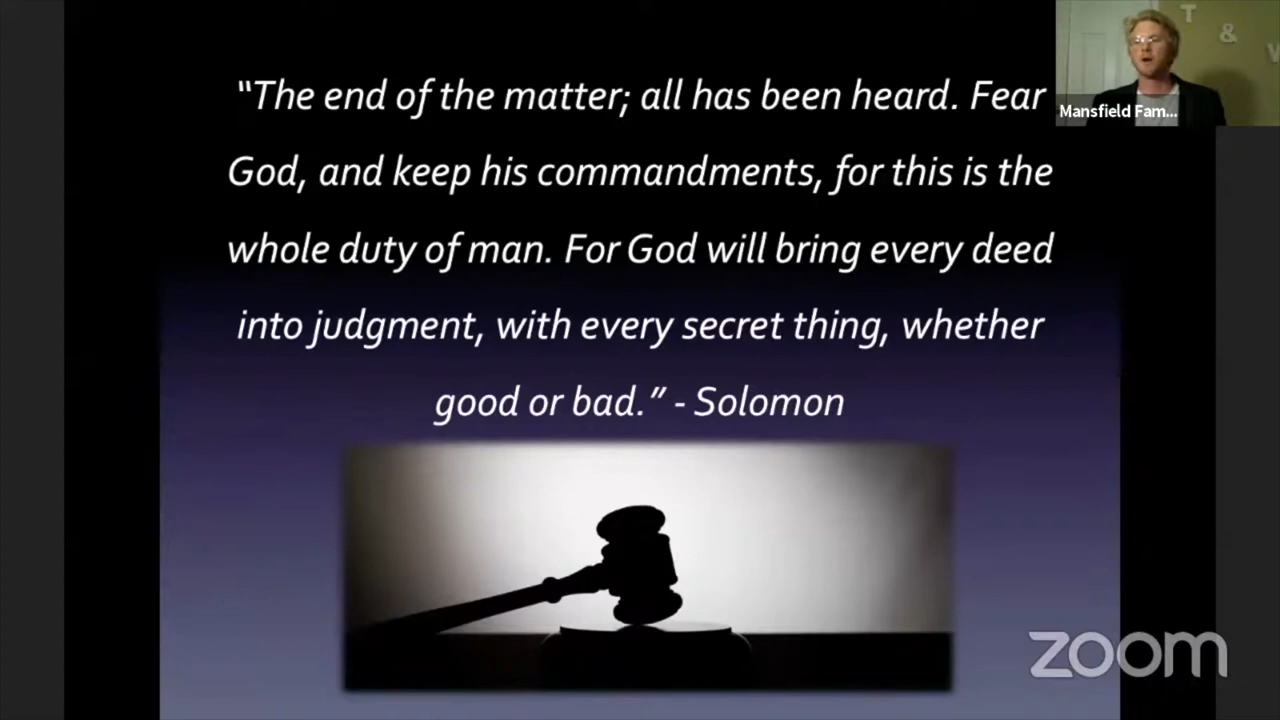 “The end of the matter; all has been heard. Fear
God, and keep his commandments, for this is the
whole duty of man. For God will bring every deed
into judgment, with every secret thing, whether
good or bad.” - Solomon
T
&
Mansfield Fam...
zoom